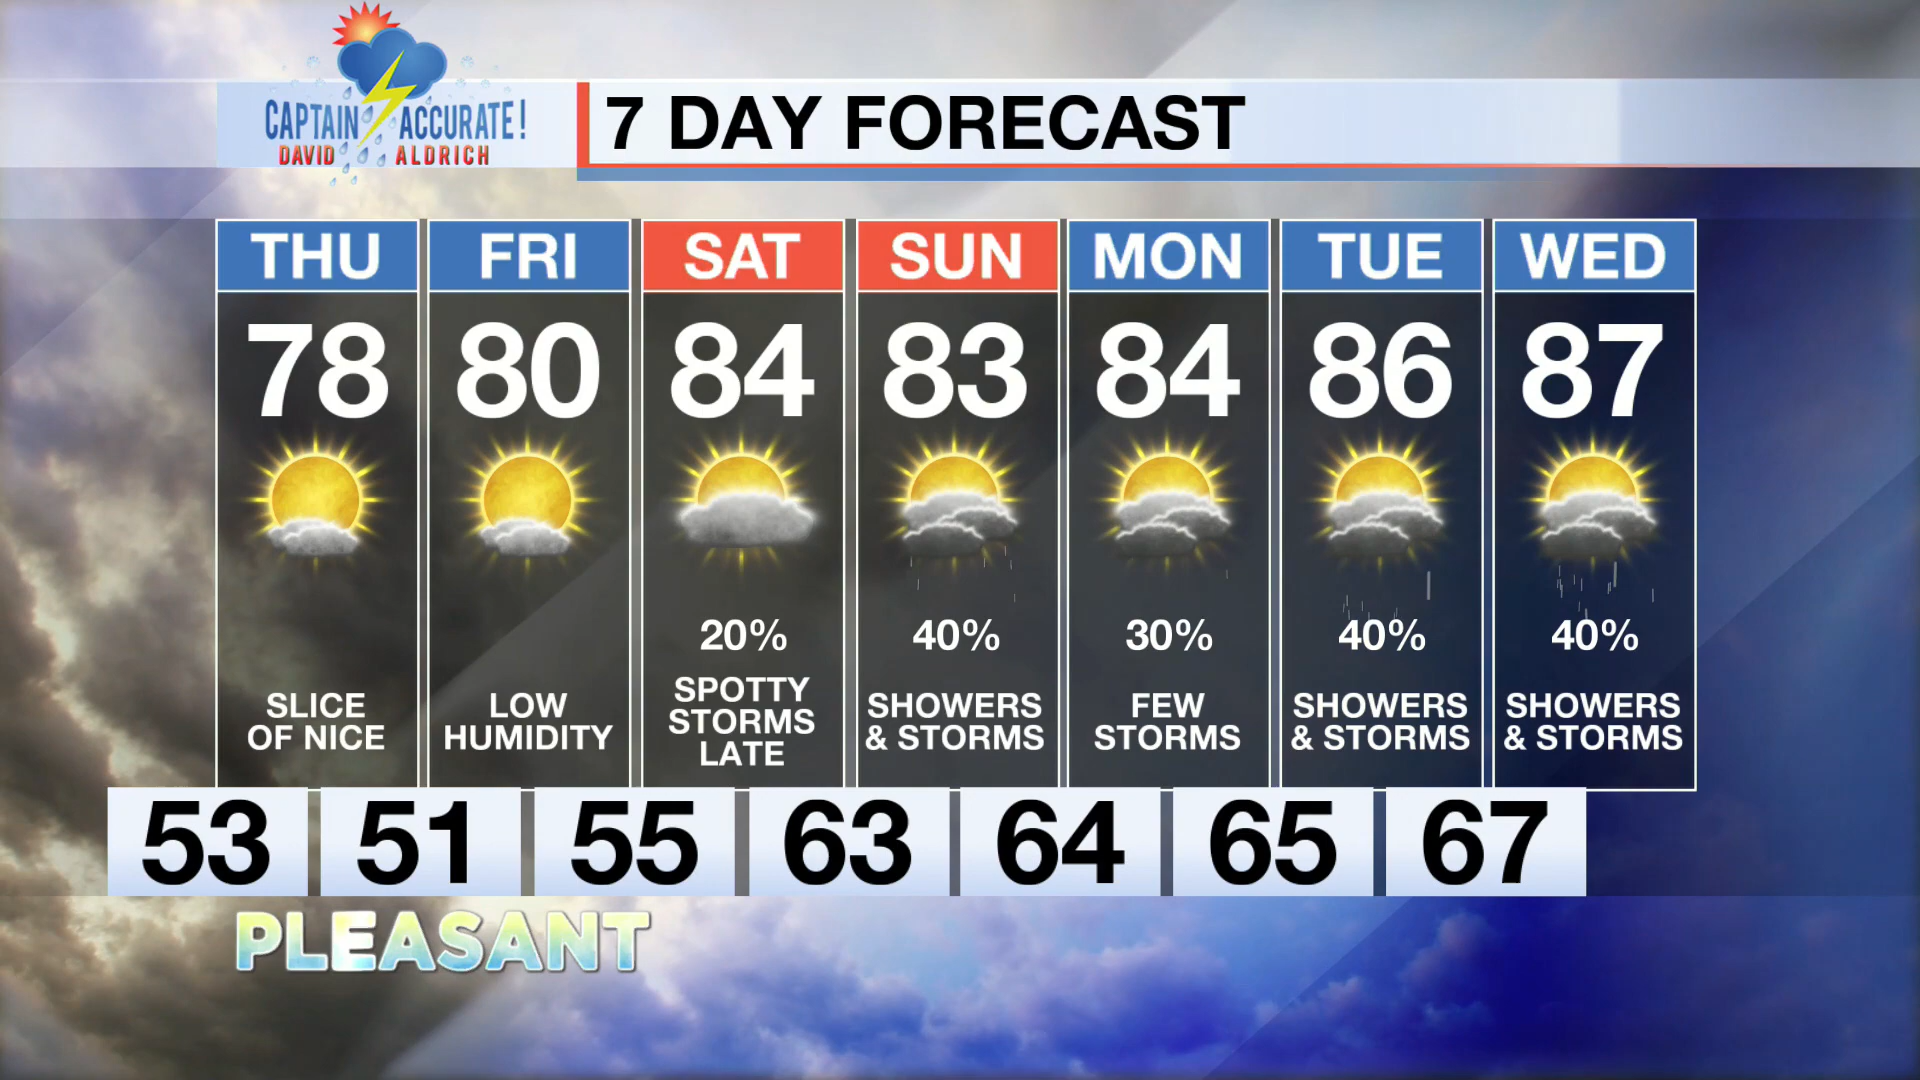 CAPTAIN ACCURATE!
DAVID ALDRICH
7 DAY FORECAST
THU
78
SLICE
OF NICE
FRI
80
LOW
HUMIDITY
SAT
84
20%
SPOTTY
STORMS
LATE
SUN
83
40%
SHOWERS
& STORMS
MON
84
30%
FEW
STORMS
TUE
86
40%
SHOWERS
& STORMS
WED
87
40%
SHOWERS
& STORMS
53 51 55 63 64 65 67
PLEASANT